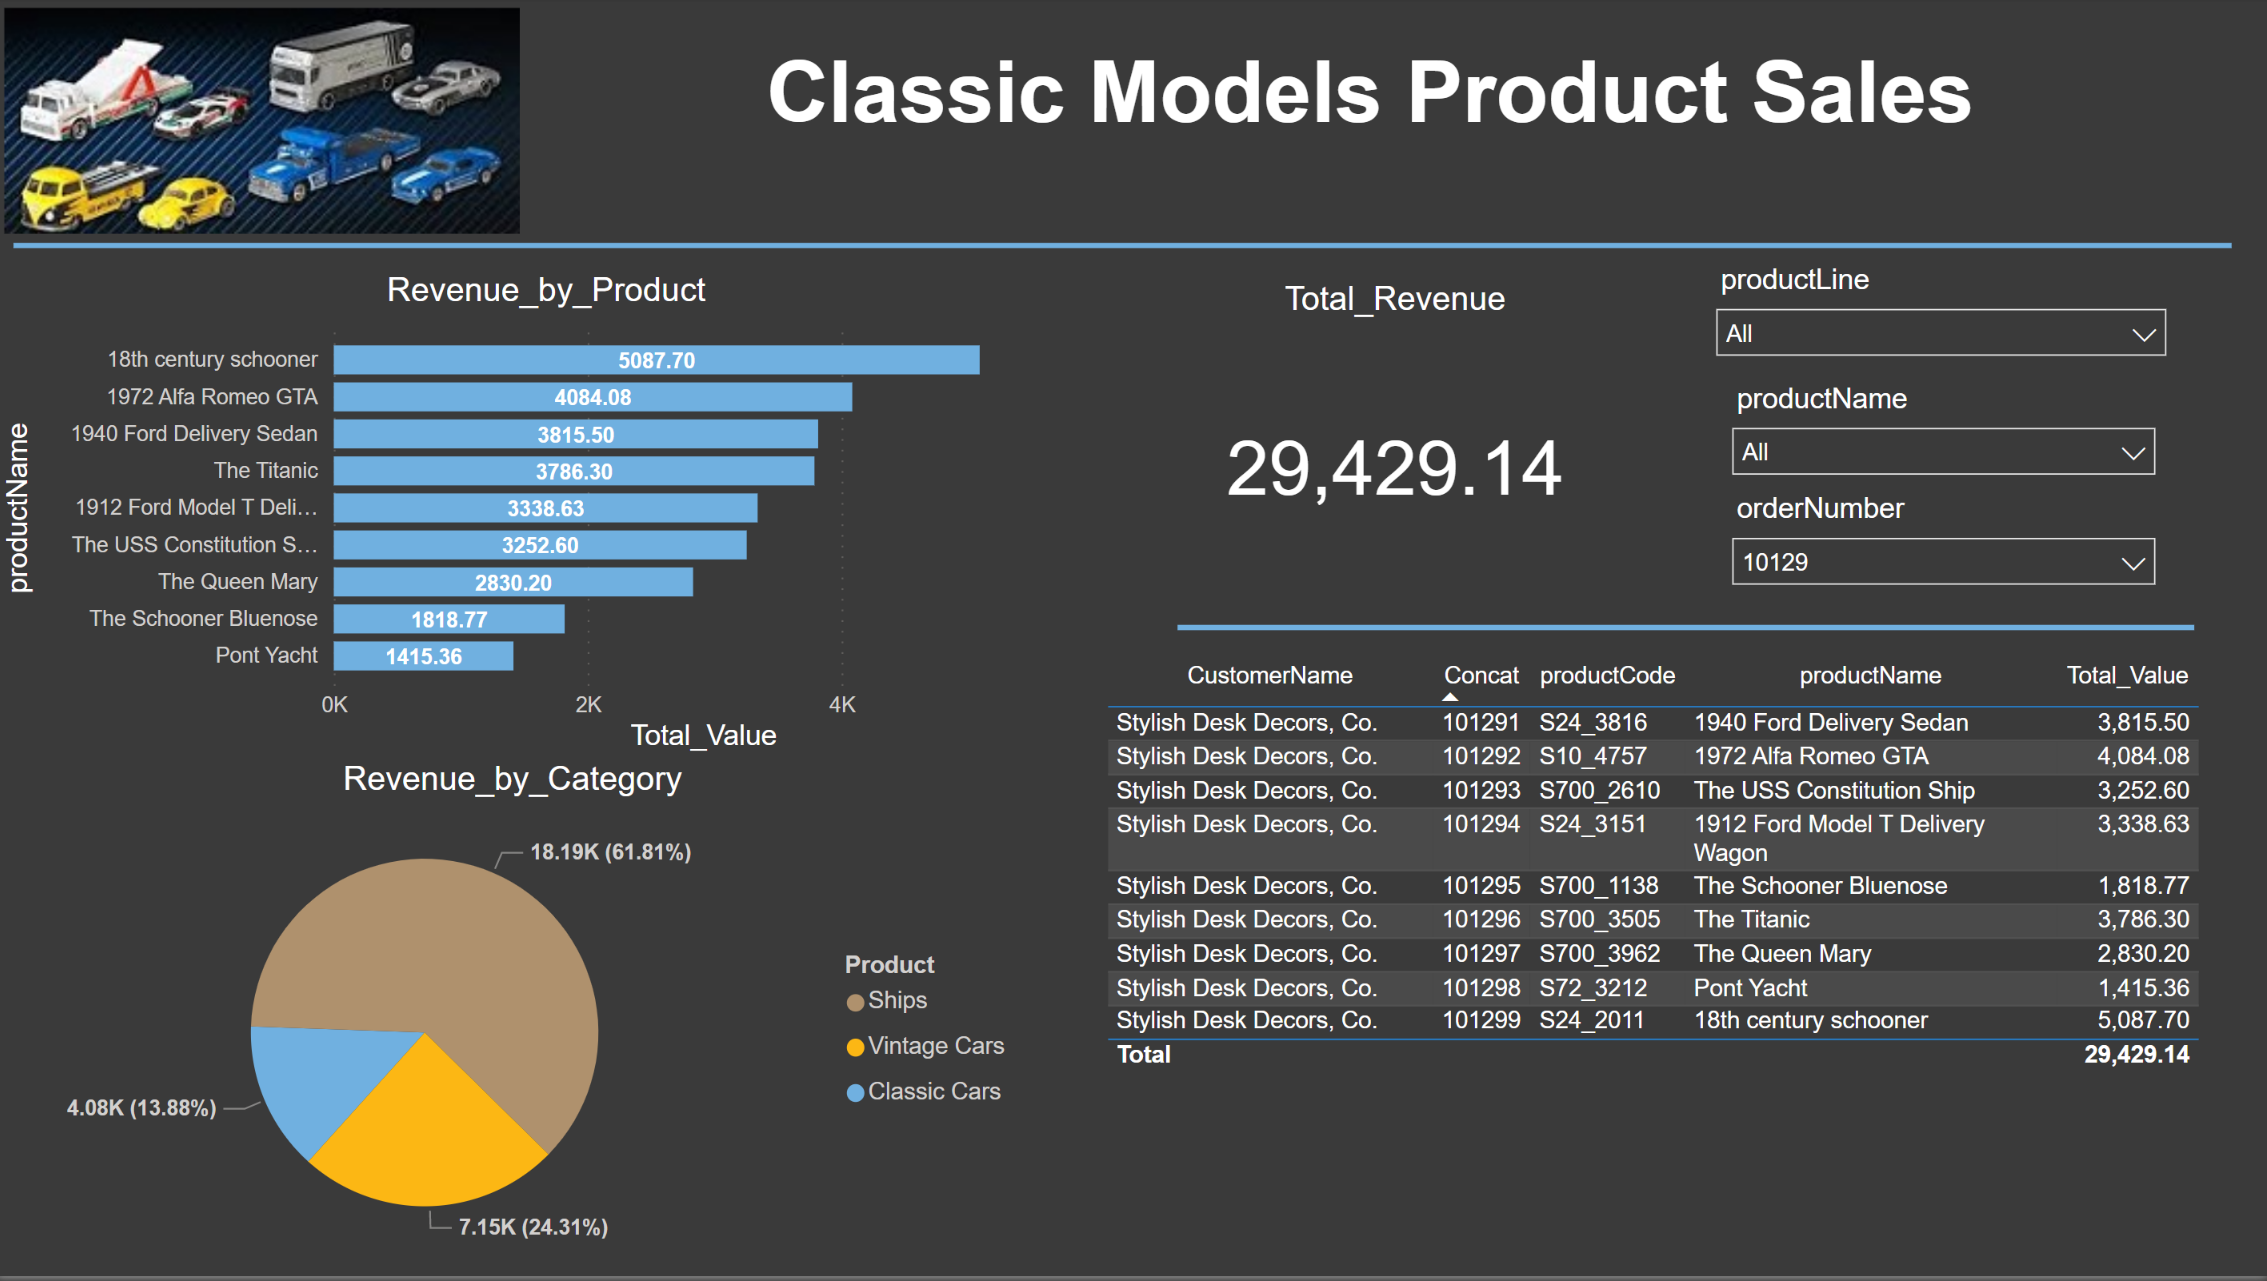 Classic Models Product Sales
Revenue_by_Product
productName
18th century schooner 5087.70
1972 Alfa Romeo GTA 4084.08
1940 Ford Delivery Sedan 3815.50
The Titanic 3786.30
1912 Ford Model T Deli… 3338.63
The USS Constitution S… 3252.60
The Queen Mary 2830.20
The Schooner Bluenose 1818.77
Pont Yacht 1415.36
0K 2K 4K
Total_Value
Total_Revenue
29,429.14
productLine
All
productName
All
orderNumber
10129
Revenue_by_Category
18.19K (61.81%)
4.08K (13.88%)
7.15K (24.31%)
Product
Ships
Vintage Cars
Classic Cars
CustomerName Concat productCode productName Total_Value
Stylish Desk Decors, Co. 101291 S24_3816 1940 Ford Delivery Sedan 3,815.50
Stylish Desk Decors, Co. 101292 S10_4757 1972 Alfa Romeo GTA 4,084.08
Stylish Desk Decors, Co. 101293 S700_2610 The USS Constitution Ship 3,252.60
Stylish Desk Decors, Co. 101294 S24_3151 1912 Ford Model T Delivery 3,338.63
Wagon
Stylish Desk Decors, Co. 101295 S700_1138 The Schooner Bluenose 1,818.77
Stylish Desk Decors, Co. 101296 S700_3505 The Titanic 3,786.30
Stylish Desk Decors, Co. 101297 S700_3962 The Queen Mary 2,830.20
Stylish Desk Decors, Co. 101298 S72_3212 Pont Yacht 1,415.36
Stylish Desk Decors, Co. 101299 S24_2011 18th century schooner 5,087.70
Total 29,429.14